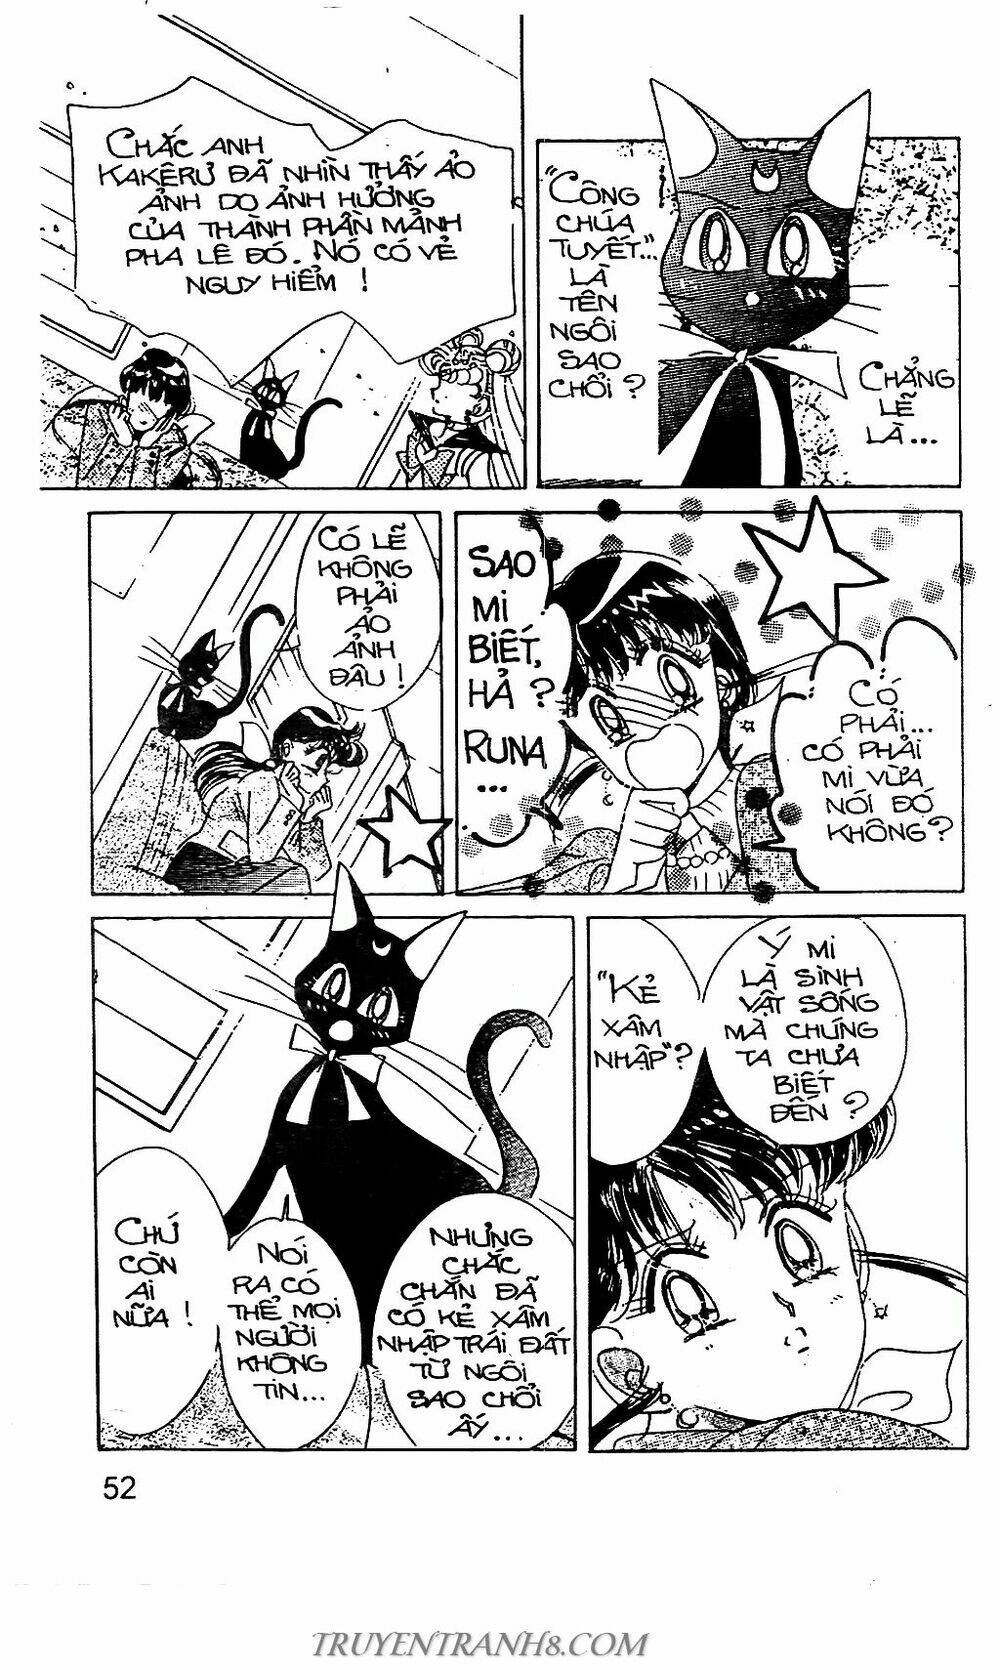 CHẮC ANH
KAKÊRƯ ĐÃ NHÌN THẤY ẢO
ẢNH DO ẢNH HƯỞNG
CỦA THÀNH PHẦN MẢNH
PHA LÊ ĐÓ. NÓ CÓ VẺ
NGUY HIỂM !
"CÔNG
CHÚA
TUYẾT..."
LÀ
TÊN
NGÔI
SAO
CHỔI ?
CHẲNG
LẼ
LÀ...
CÓ LẼ
KHÔNG
PHẢI
ẢO
ẢNH
ĐÂU !
SAO
MI
BIẾT,
HẢ ?
RUNA
...
CÓ
PHẢI...
CÓ PHẢI
MI VỪA
NÓI ĐÓ
KHÔNG?
CHỨ
CÒN
AI
NỮA !
NÓI
RA CÓ
THỂ MỌI
NGƯỜI
KHÔNG
TIN...
NHƯNG
CHẮC
CHẮN ĐÃ
CÓ KẺ XÂM
NHẬP TRÁI ĐẤT
TỪ NGÔI
SAO CHỔI
ẤY...
"KẺ
XÂM
NHẬP"?
Ý MI
LÀ SINH
VẬT SỐNG
MÀ CHÚNG
TA CHƯA
BIẾT
ĐẾN ?
52
TRUYENTRANH8.COM